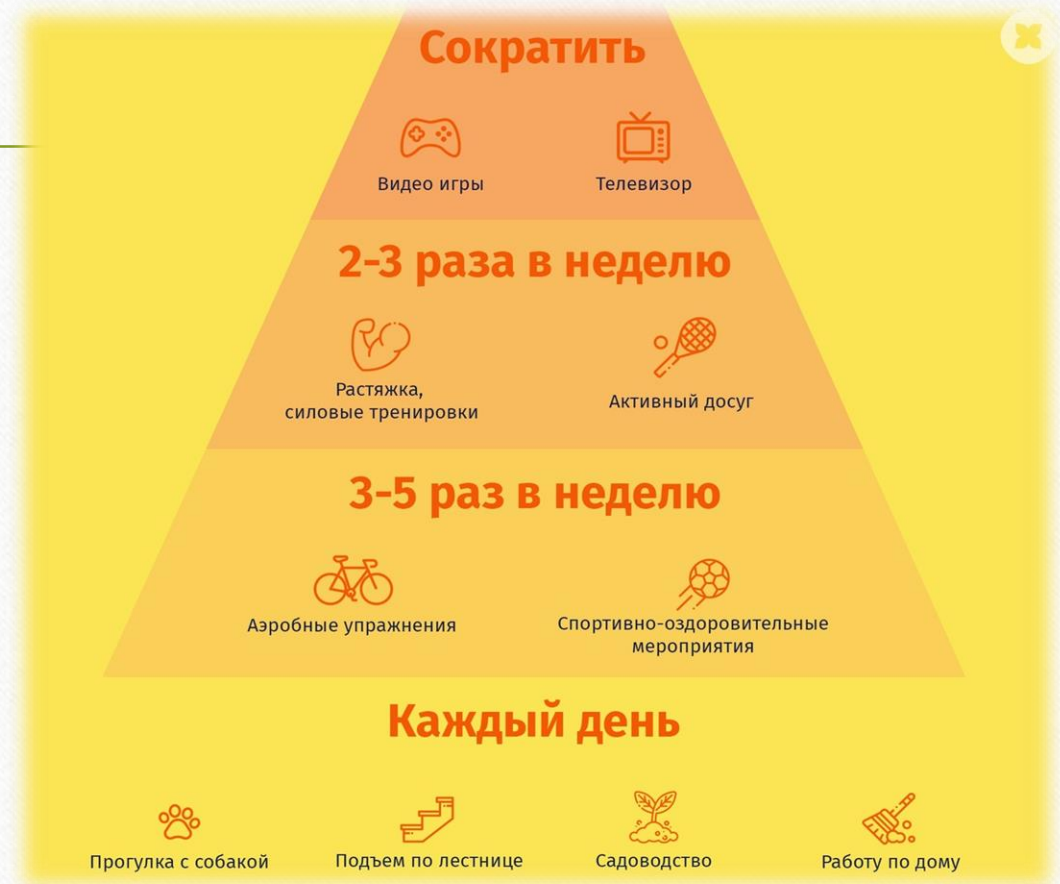 Сократить
Видео игры
Телевизор
2-3 раза в неделю
Растяжка,
силовые тренировки
Активный досуг
3-5 раз в неделю
Аэробные упражнения
Спортивно-оздоровительные
мероприятия
Каждый день
Прогулка с собакой
Подъем по лестнице
Садоводство
Работу по дому